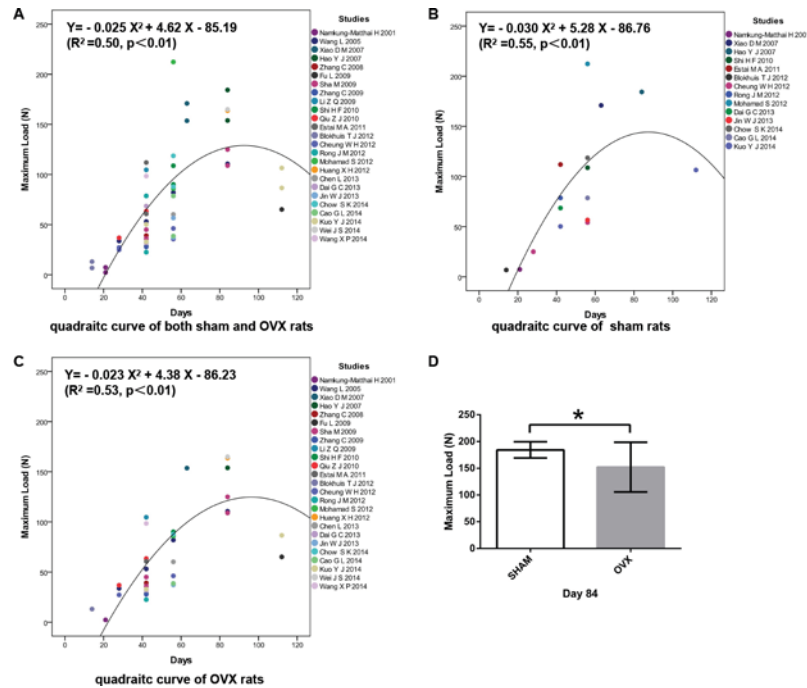 A
Y= - 0.025 X² + 4.62 X - 85.19
(R² =0.50, p<0.01)
Maximum Load (N)
250
200
150
100
50
0
0 20 40 60 80 100 120
Days
Studies
Namkung-Matthai H 2001
Wang L 2005
Xiao D M 2007
Hao Y J 2007
Zhang C 2008
Fu L 2009
Sha M 2009
Zhang C 2009
Li Z Q 2009
Shi H F 2010
Qiu Z J 2010
Estai M A 2011
Blokhuis T J 2012
Cheung W H 2012
Rong J M 2012
Mohamed S 2012
Huang X H 2012
Chen L 2013
Dai G C 2013
Jin W J 2013
Chow S K 2014
Cao G L 2014
Kuo Y J 2014
Wei J S 2014
Wang X P 2014
quadraitc curve of both sham and OVX rats
B
Y= - 0.030 X² + 5.28 X - 86.76
(R² =0.55, p<0.01)
Maximum Load (N)
250
200
150
100
50
0
0 20 40 60 80 100 120
Days
Studies
Namkung-Matthai H 200
Xiao D M 2007
Hao Y J 2007
Shi H F 2010
Estai M A 2011
Blokhuis T J 2012
Cheung W H 2012
Rong J M 2012
Mohamed S 2012
Dai G C 2013
Jin W J 2013
Chow S K 2014
Cao G L 2014
Kuo Y J 2014
quadraitc curve of sham rats
C
Y= - 0.023 X² + 4.38 X - 86.23
(R² =0.53, p<0.01)
Maximum Load (N)
250
200
150
100
50
0
0 20 40 60 80 100 120
Days
Studies
Namkung-Matthai H 2001
Wang L 2005
Xiao D M 2007
Hao Y J 2007
Zhang C 2008
Fu L 2009
Sha M 2009
Zhang C 2009
Li Z Q 2009
Shi H F 2010
Qiu Z J 2010
Estai M A 2011
Blokhuis T J 2012
Cheung W H 2012
Rong J M 2012
Mohamed S 2012
Huang X H 2012
Chen L 2013
Dai G C 2013
Jin W J 2013
Chow S K 2014
Cao G L 2014
Kuo Y J 2014
Wei J S 2014
Wang X P 2014
quadraitc curve of OVX rats
D
*
Maximum Load (N)
250
200
150
100
50
0
SHAM
OVX
Day 84